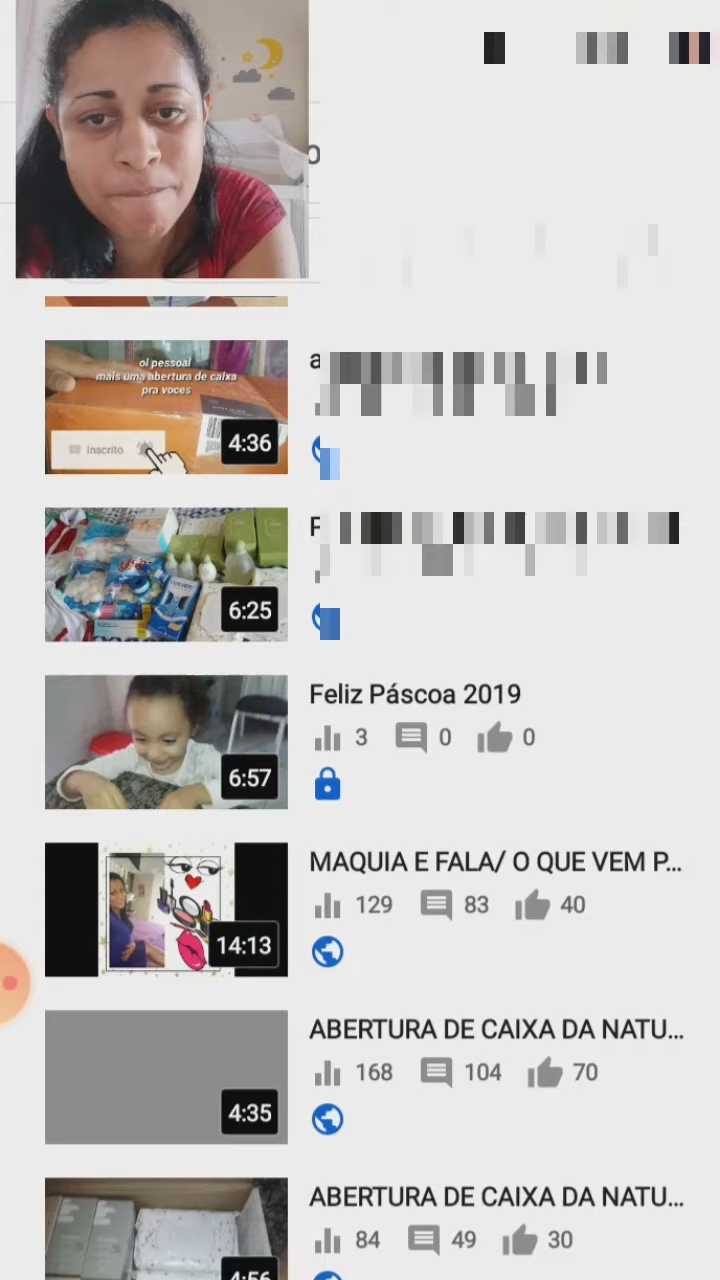 oi pessoal
mais uma abertura de caixa
pra voces
inscrito
4:36
6:25
Feliz Páscoa 2019
3 0 0
6:57
MAQUIA E FALA/ O QUE VEM P...
129 83 40
14:13
ABERTURA DE CAIXA DA NATU...
168 104 70
4:35
ABERTURA DE CAIXA DA NATU...
84 49 30
4:56